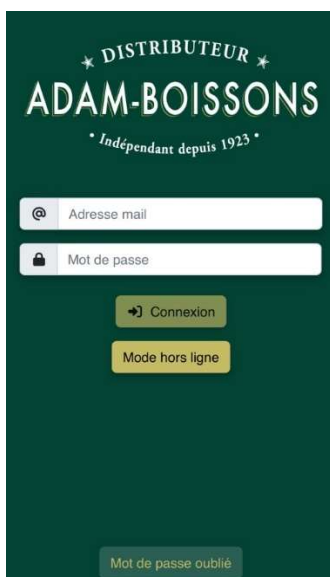 DISTRIBUTEUR
ADAM-BOISSONS
• Indépendant depuis 1923 •
@ Adresse mail
Mot de passe
Connexion
Mode hors ligne
Mot de passe oublié